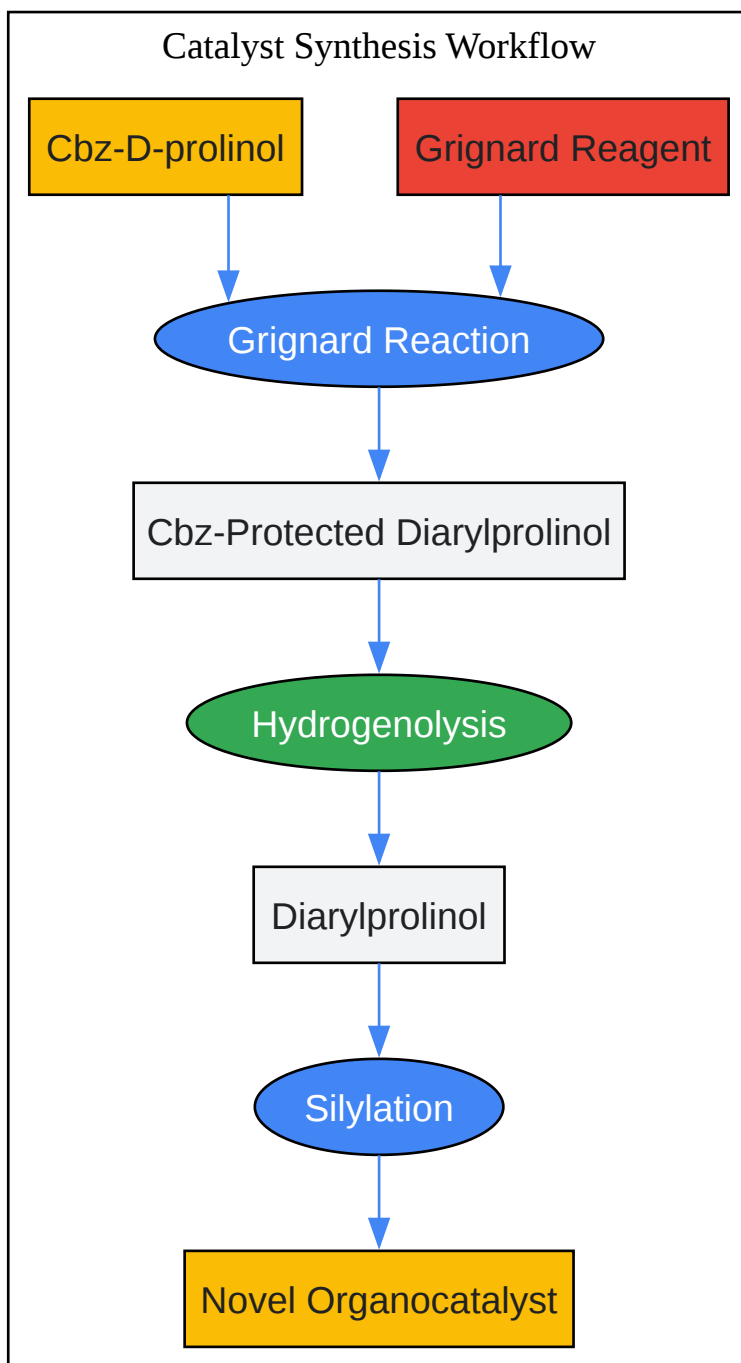 Catalyst Synthesis Workflow
Cbz-D-prolinol
Grignard Reagent
Grignard Reaction
Cbz-Protected Diarylprolinol
Hydrogenolysis
Diarylprolinol
Silylation
Novel Organocatalyst